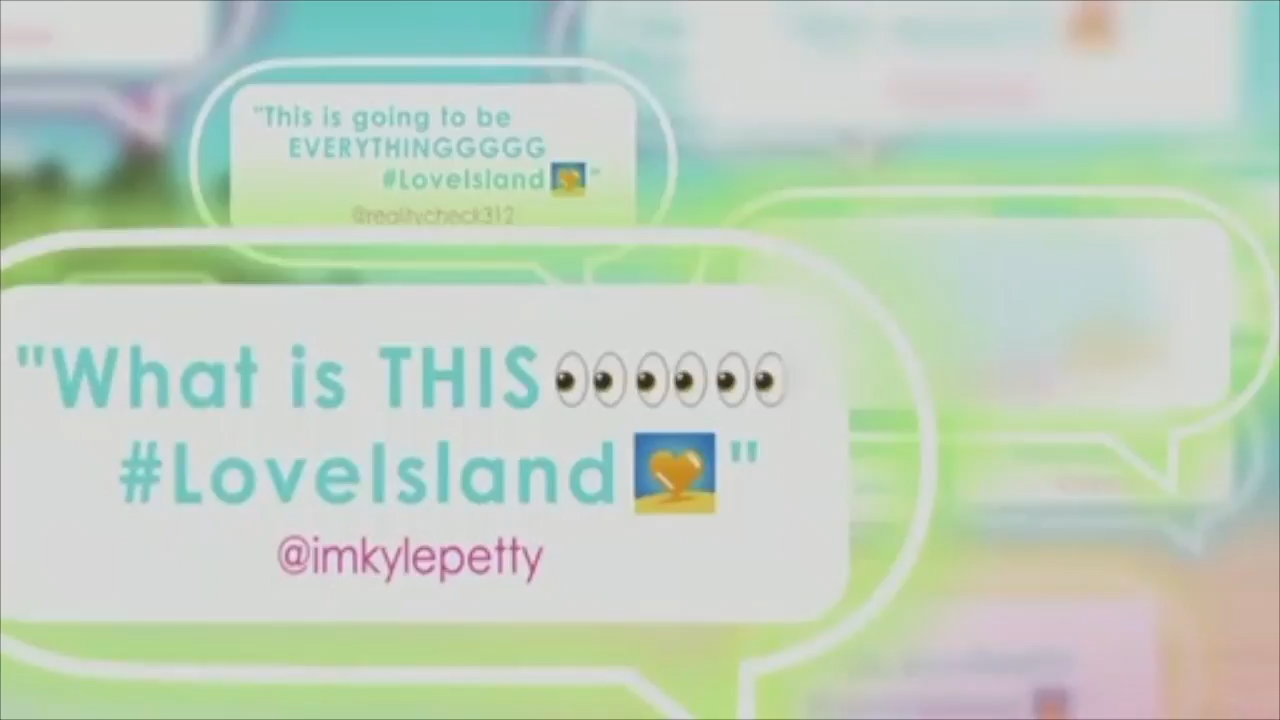 "This is going to be
EVERYTHINGGGGG
#LoveIsland"
@realitycheck312
"What is THIS 👀👀👀
#LoveIsland"
@imkylepetty